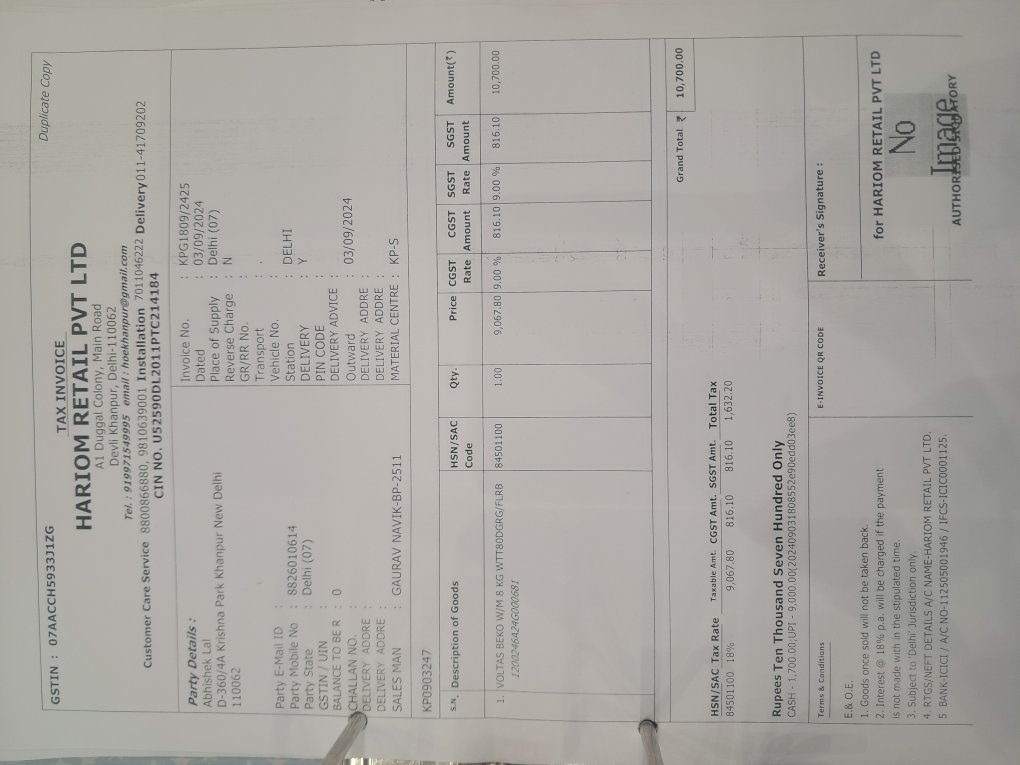 GSTIN : 07AACCH5933J1ZG
Duplicate Copy
TAX INVOICE
HARIOM RETAIL PVT LTD
A1 Duggal Colony, Main Road
Devli Khanpur, Delhi-110062
Tel. : 919971549995 email : hoekhanpur@gmail.com
Customer Care Service 8800866880, 9810639001 Installation 7011046222 Delivery011-41709202
CIN NO. U52590DL2011PTC214184
Party Details :
Abhishek Lal
D-360/4A Krishna Park Khanpur New Delhi
110062
Party E-Mail ID :
Party Mobile No : 8826010614
Party State : Delhi (07)
GSTIN / UIN :
BALANCE TO BE R : 0
CHALLAN NO. :
DELIVERY ADDRE :
DELIVERY ADDRE :
SALES MAN : GAURAV NAVIK-BP-2511
Invoice No. : KPG1809/2425
Dated : 03/09/2024
Place of Supply : Delhi (07)
Reverse Charge : N
GR/RR No. :
Transport : .
Vehicle No. :
Station : DELHI
DELIVERY : Y
PIN CODE :
DELIVERY ADVICE :
Outward : 03/09/2024
DELIVERY ADDRE :
DELIVERY ADDRE :
MATERIAL CENTRE : KP-S
KP0903247
S.N. Description of Goods HSN/SAC Code Qty. Price CGST Rate CGST Amount SGST Rate SGST Amount Amount(₹)
1. VOLTAS BEKO W/M 8 KG WTT80DGRG/FLRB 84501100 1.00 9,067.80 9.00 % 816.10 9.00 % 816.10 10,700.00
1200246A24G000681
Grand Total ₹ 10,700.00
HSN/SAC Tax Rate Taxable Amt. CGST Amt. SGST Amt. Total Tax
84501100 18% 9,067.80 816.10 816.10 1,632.20
Rupees Ten Thousand Seven Hundred Only
CASH - 1,700.00;UPI - 9,000.00(202409031808552e90edd03ee8)
Terms & Conditions
E.& O.E.
1. Goods once sold will not be taken back.
2. Interest @ 18% p.a. will be charged if the payment
is not made with in the stipulated time.
3. Subject to 'Delhi' Jurisdiction only.
4. RTGS/NEFT DETAILS A/C NAME-HARIOM RETAIL PVT LTD.
5 BANK-ICICI / A/C NO-112505001946 / IFCS-ICIC0001125.
E-INVOICE QR CODE
Receiver's Signature :
for HARIOM RETAIL PVT LTD
No
Image
AUTHORISED SIGNATORY